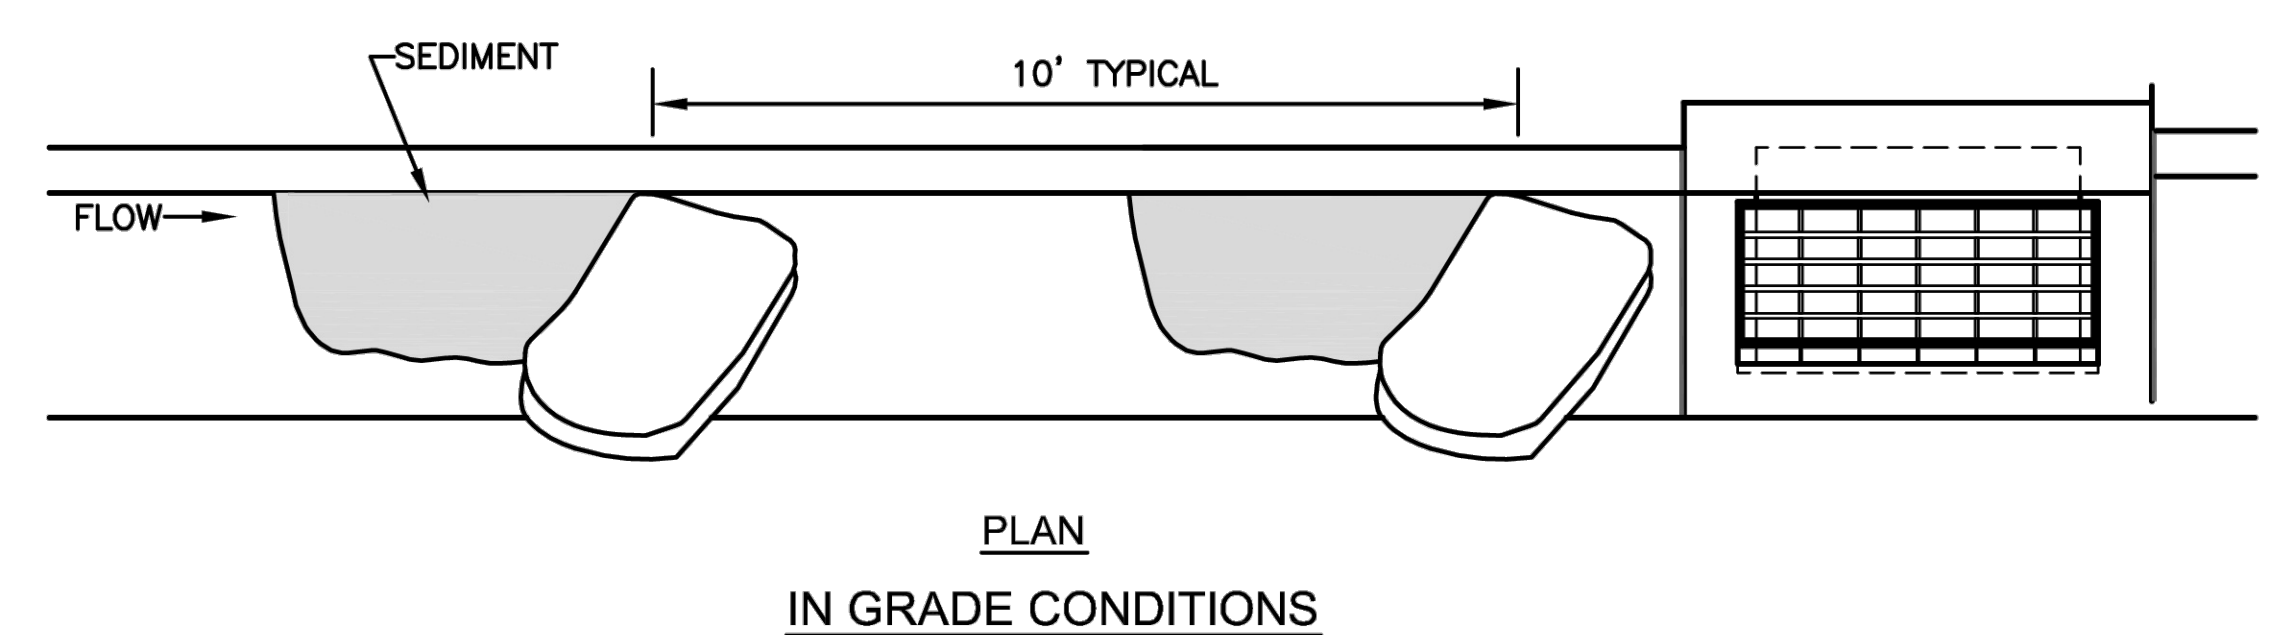 SEDIMENT
10' TYPICAL
FLOW
PLAN
IN GRADE CONDITIONS